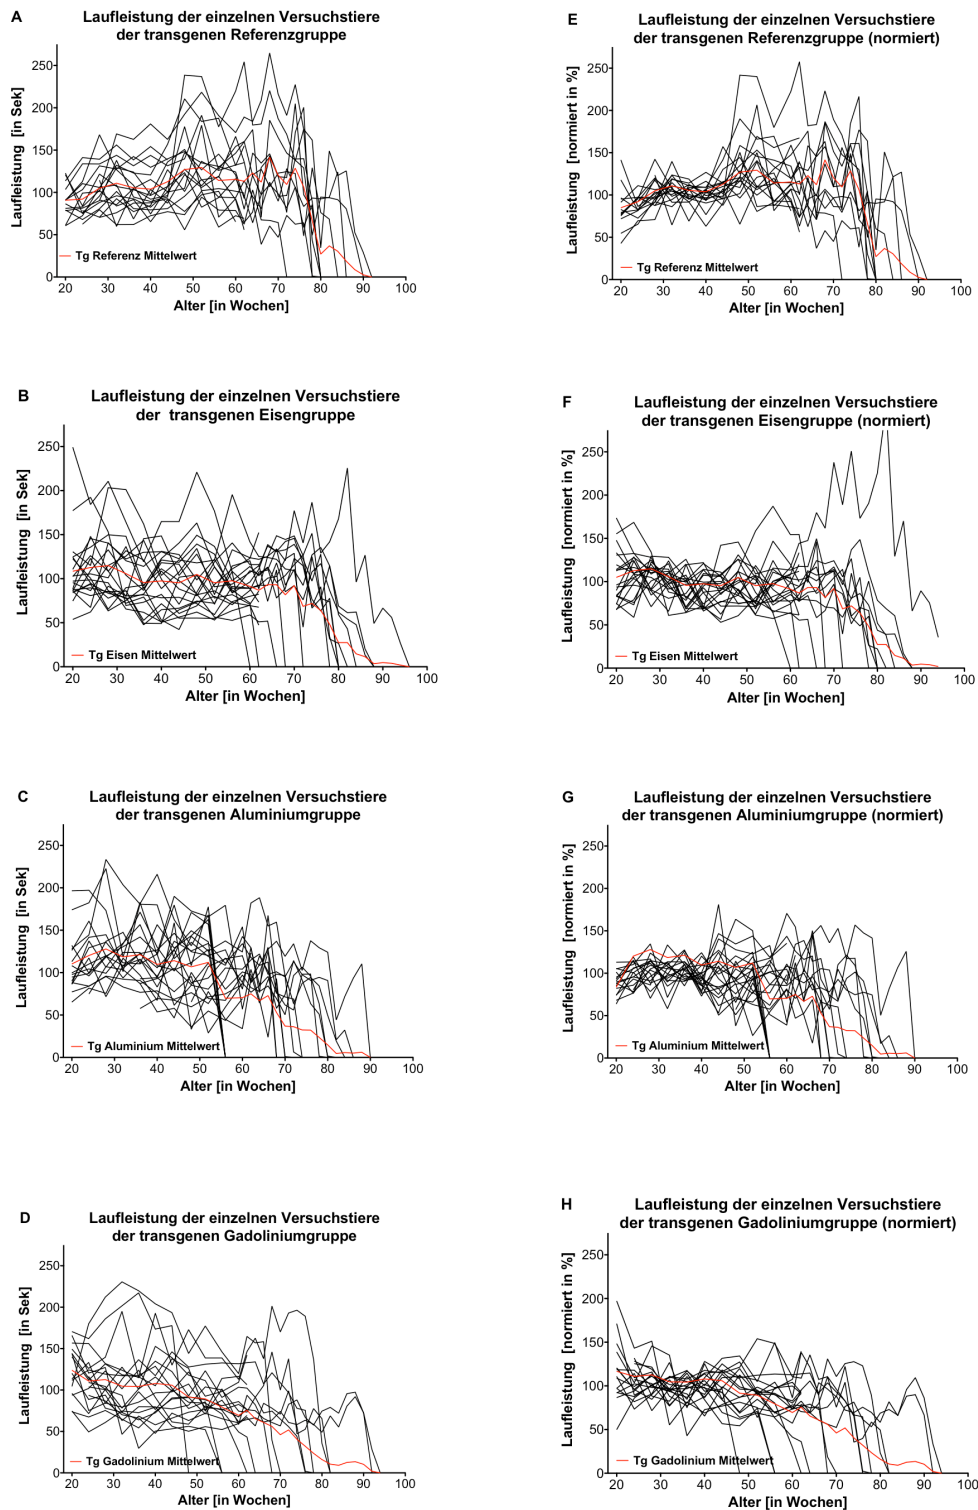 A
Laufleistung der einzelnen Versuchstiere
der transgenen Referenzgruppe
Laufleistung [in Sek]
250
200
150
100
50
0
Tg Referenz Mittelwert
20 30 40 50 60 70 80 90 100
Alter [in Wochen]
E
Laufleistung der einzelnen Versuchstiere
der transgenen Referenzgruppe (normiert)
Laufleistung [normiert in %]
250
200
150
100
50
0
Tg Referenz Mittelwert
20 30 40 50 60 70 80 90 100
Alter [in Wochen]
B
Laufleistung der einzelnen Versuchstiere
der transgenen Eisengruppe
Laufleistung [in Sek]
250
200
150
100
50
0
Tg Eisen Mittelwert
20 30 40 50 60 70 80 90 100
Alter [in Wochen]
F
Laufleistung der einzelnen Versuchstiere
der transgenen Eisengruppe (normiert)
Laufleistung [normiert in %]
250
200
150
100
50
0
Tg Eisen Mittelwert
20 30 40 50 60 70 80 90 100
Alter [in Wochen]
C
Laufleistung der einzelnen Versuchstiere
der transgenen Aluminiumgruppe
Laufleistung [in Sek]
250
200
150
100
50
0
Tg Aluminium Mittelwert
20 30 40 50 60 70 80 90 100
Alter [in Wochen]
G
Laufleistung der einzelnen Versuchstiere
der transgenen Aluminiumgruppe (normiert)
Laufleistung [normiert in %]
250
200
150
100
50
0
Tg Aluminium Mittelwert
20 30 40 50 60 70 80 90 100
Alter [in Wochen]
D
Laufleistung der einzelnen Versuchstiere
der transgenen Gadoliniumgruppe
Laufleistung [in Sek]
250
200
150
100
50
0
Tg Gadolinium Mittelwert
20 30 40 50 60 70 80 90 100
Alter [in Wochen]
H
Laufleistung der einzelnen Versuchstiere
der transgenen Gadoliniumgruppe (normiert)
Laufleistung [normiert in %]
250
200
150
100
50
0
Tg Gadolinium Mittelwert
20 30 40 50 60 70 80 90 100
Alter [in Wochen]